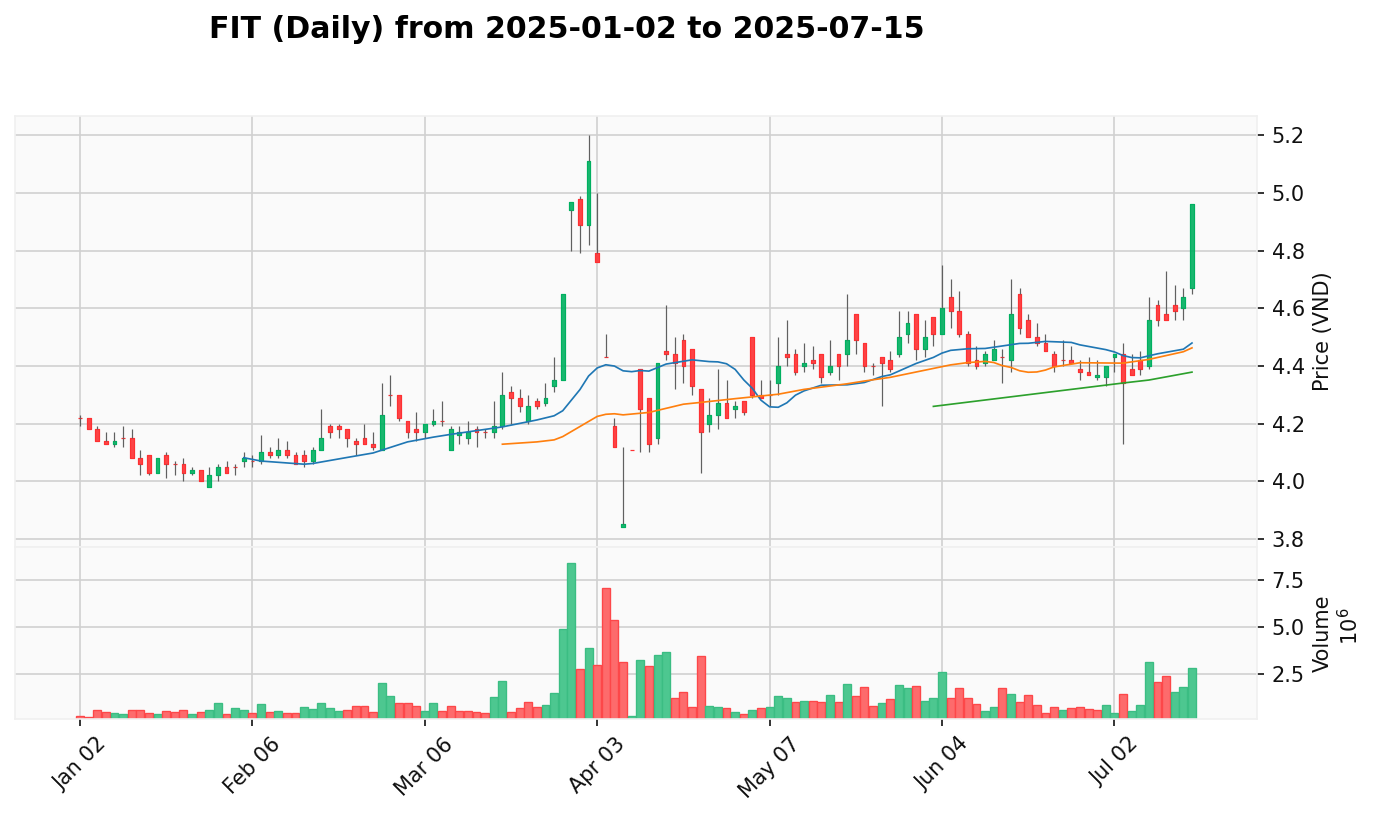 FIT (Daily) from 2025-01-02 to 2025-07-15
5.2
5.0
4.8
4.6
4.4
4.2
4.0
3.8
Price (VND)
7.5
5.0
2.5
Volume
10⁶
Jan 02
Feb 06
Mar 06
Apr 03
May 07
Jun 04
Jul 02